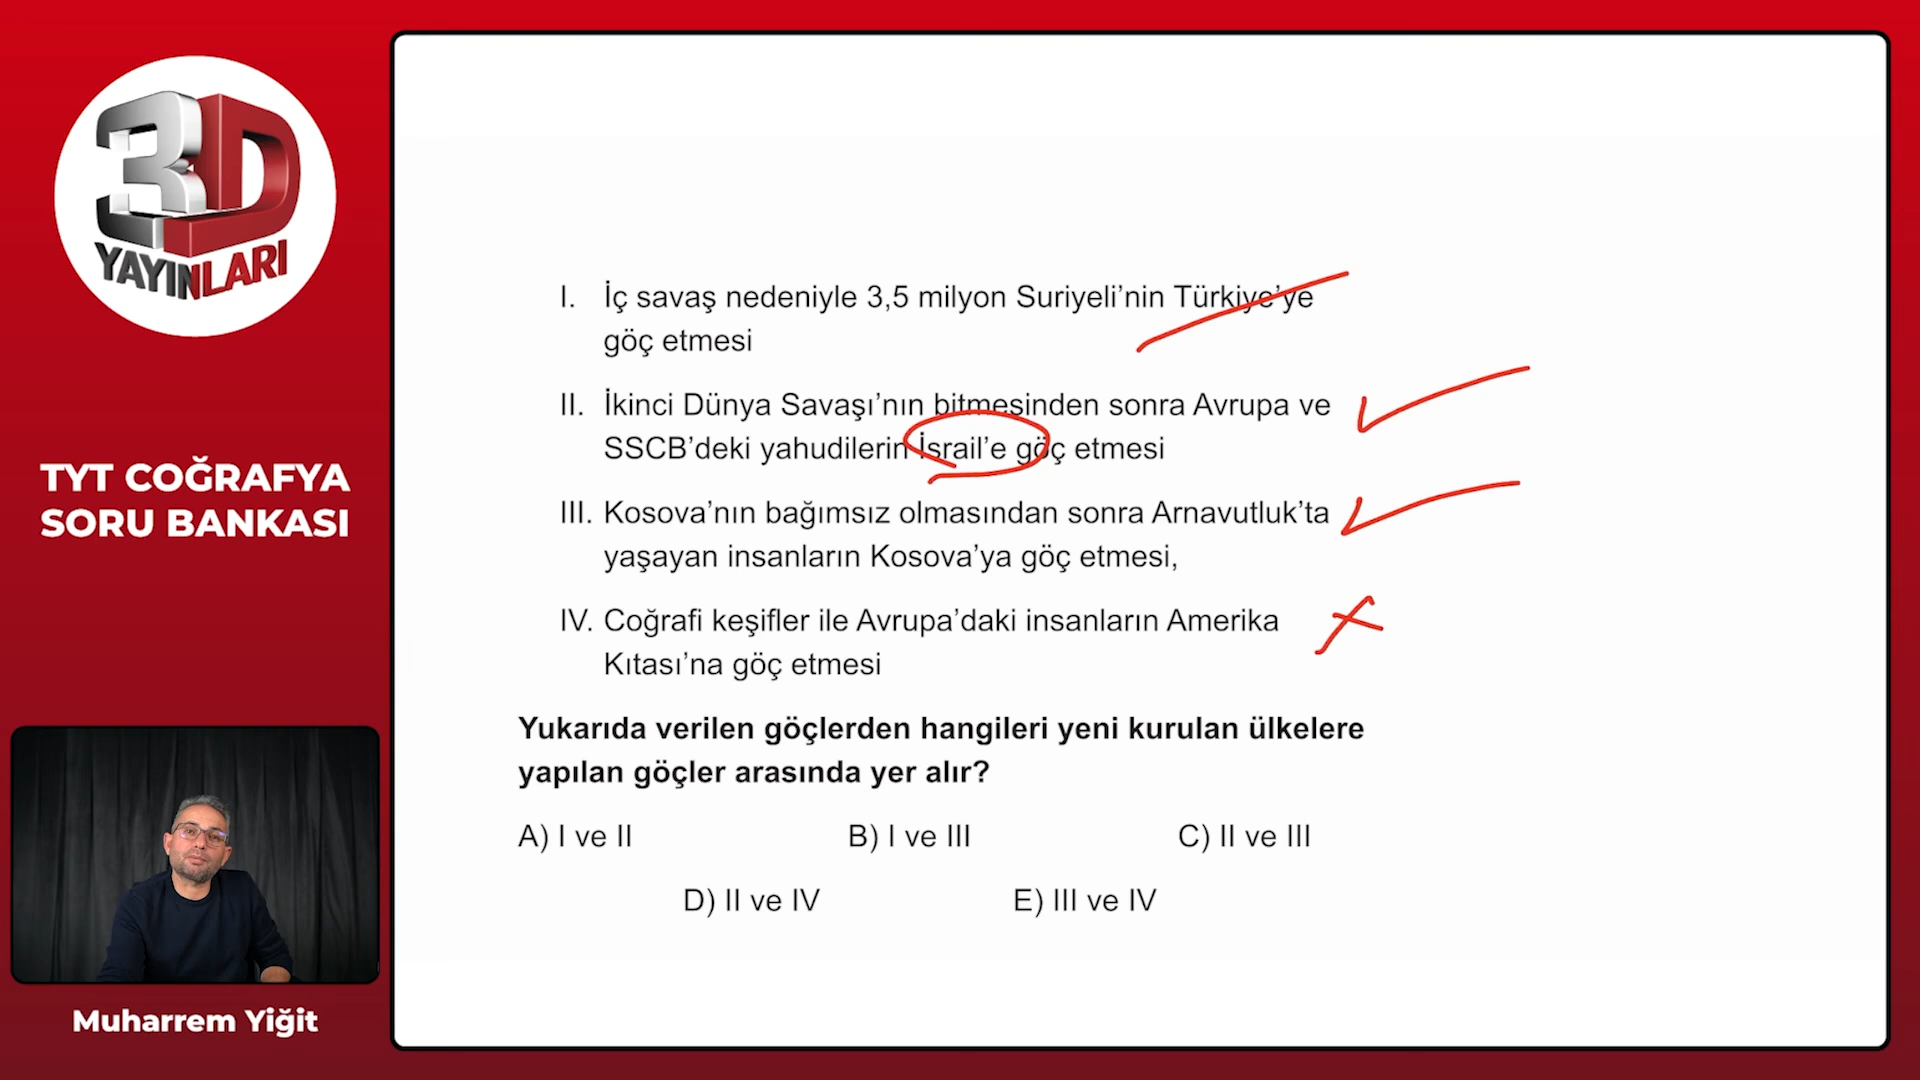 3D
YAYINLARI
TYT COĞRAFYA
SORU BANKASI
Muharrem Yiğit
I. İç savaş nedeniyle 3,5 milyon Suriyeli’nin Türkiye’ye
göç etmesi
II. İkinci Dünya Savaşı’nın bitmesinden sonra Avrupa ve
SSCB’deki yahudilerin İsrail’e göç etmesi
III. Kosova’nın bağımsız olmasından sonra Arnavutluk’ta
yaşayan insanların Kosova’ya göç etmesi,
IV. Coğrafi keşifler ile Avrupa’daki insanların Amerika
Kıtası’na göç etmesi
Yukarıda verilen göçlerden hangileri yeni kurulan ülkelere
yapılan göçler arasında yer alır?
A) I ve II B) I ve III C) II ve III
D) II ve IV E) III ve IV